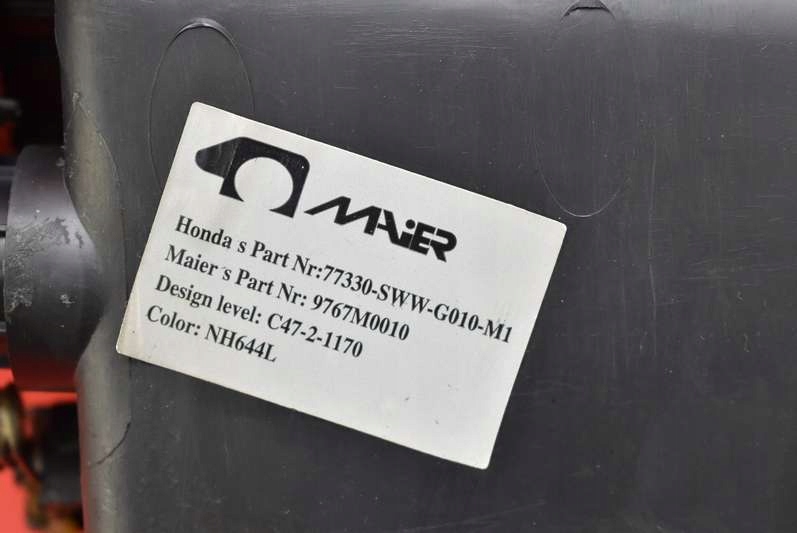 MAIER
Honda s Part Nr:77330-SWW-G010-M1
Maier s Part Nr: 9767M0010
Design level: C47-2-1170
Color: NH644L